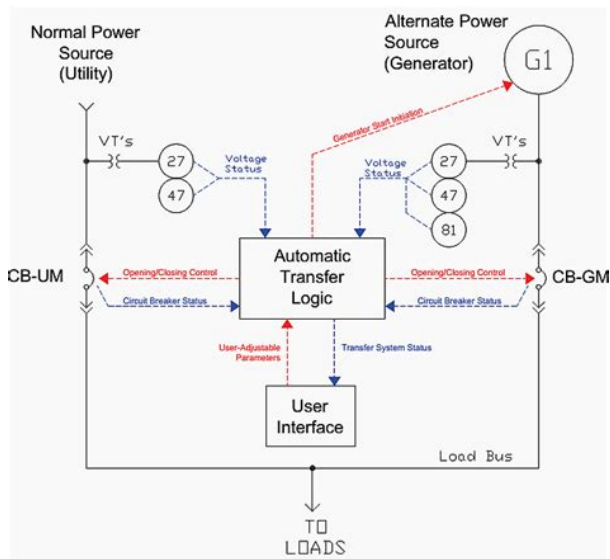 Normal Power
Source
(Utility)
Alternate Power
Source
(Generator)
G1
Generator Start Initiation
VT's
27
47
Voltage
Status
Voltage
Status
27
47
81
VT's
CB-UM
Opening/Closing Control
Circuit Breaker Status
Automatic
Transfer
Logic
Opening/Closing Control
Circuit Breaker Status
CB-GM
User-Adjustable
Parameters
Transfer System Status
User
Interface
Load Bus
TO
LOADS